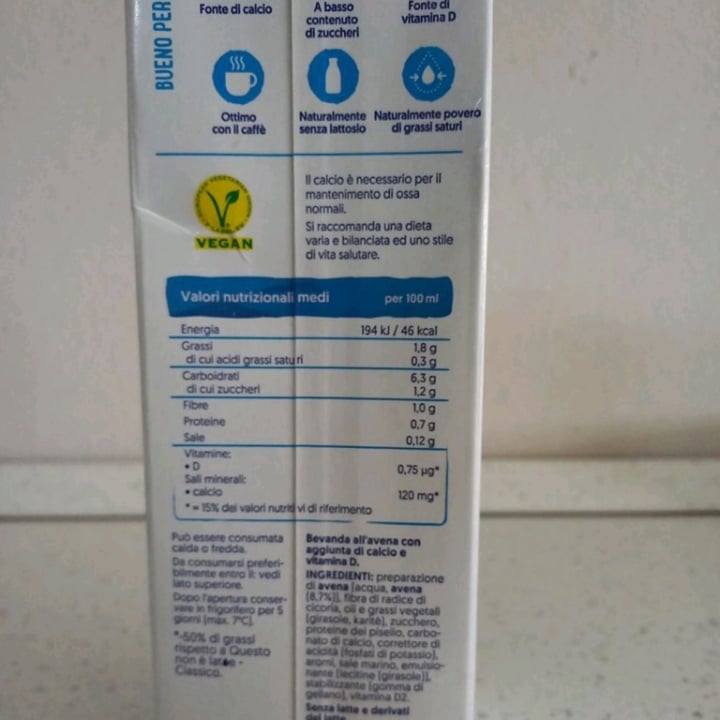 BUENO PER
Fonte di calcio
A basso
contenuto
di zuccheri
Fonte di
vitamina D
Ottimo
con il caffè
Naturalmente
senza lattosio
Naturalmente povero
di grassi saturi
VEGAN
Il calcio è necessario per il
mantenimento di ossa
normali.
Si raccomanda una dieta
varia e bilanciata ed uno stile
di vita salutare.
Valori nutrizionali medi per 100 ml
Energia 194 kJ / 46 kcal
Grassi 1,8 g
di cui acidi grassi saturi 0,3 g
Carboidrati 6,3 g
di cui zuccheri 1,2 g
Fibre 1,0 g
Proteine 0,7 g
Sale 0,12 g
Vitamine:
• D 0,75 µg*
Sali minerali:
• calcio 120 mg*
* = 15% dei valori nutritivi di riferimento
Può essere consumata
calda o fredda.
Da consumarsi preferi-
bilmente entro il: vedi
lato superiore.
Dopo l'apertura conser-
vare in frigorifero per 5
giorni (max. 7°C).
*-50% di grassi
rispetto a Questo
non è latte -
Classico.
Bevanda all'avena con
aggiunta di calcio e
vitamina D.
INGREDIENTI: preparazione
di avena [acqua, avena
(8,7%)], fibra di radice di
cicoria, oli e grassi vegetali
(girasole, karité), zucchero,
proteine del pisello, carbo-
nato di calcio, correttore di
acidità (fosfati di potassio),
aromi, sale marino, emulsio-
nante [lecitine (girasole)],
stabilizzante (gomma di
gellano), vitamina D2.
Senza latte e derivati
del latte